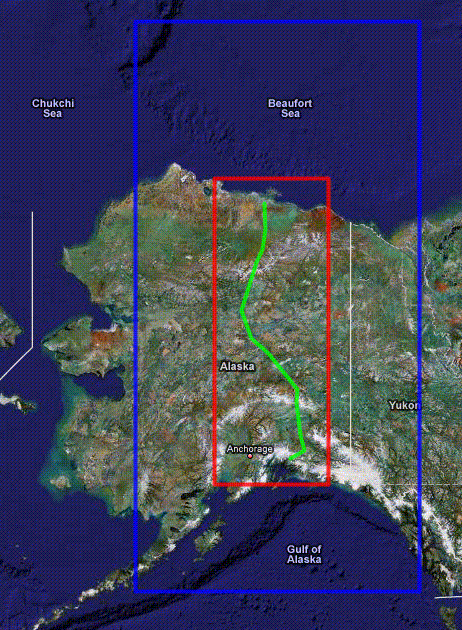 Chukchi
Sea
Beaufort
Sea
Alaska
Yukon
Anchorage
Gulf of
Alaska